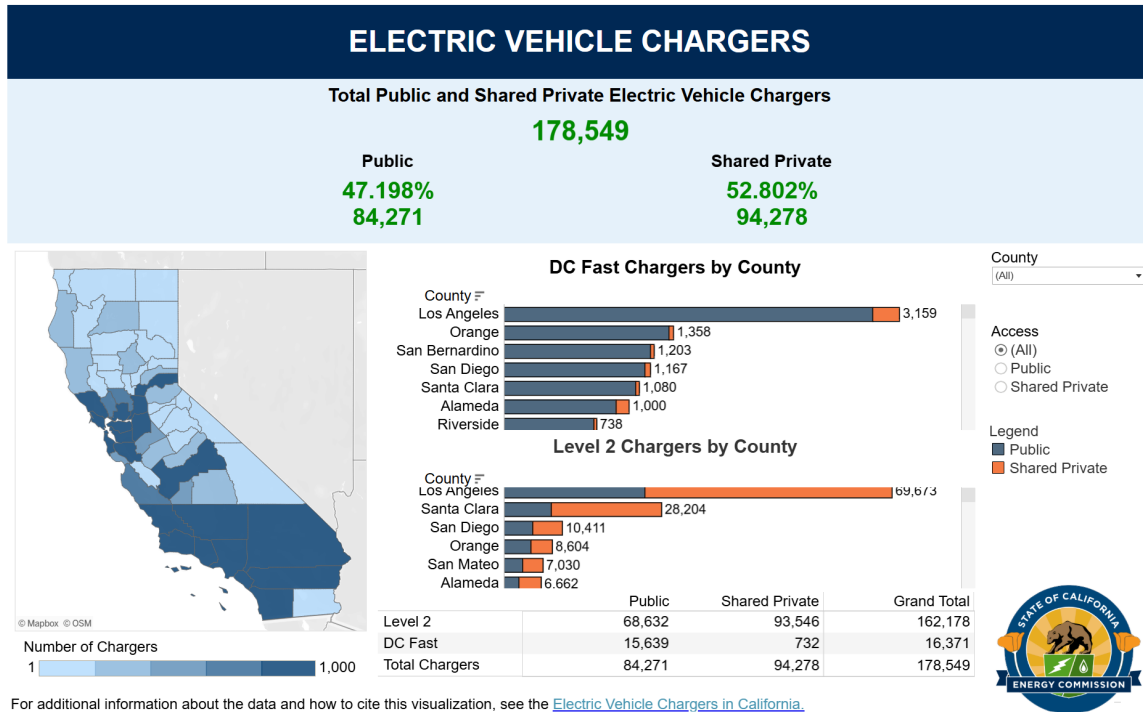 ELECTRIC VEHICLE CHARGERS
Total Public and Shared Private Electric Vehicle Chargers
178,549
Public Shared Private
47.198% 52.802%
84,271 94,278
© Mapbox © OSM
Number of Chargers
1 1,000
DC Fast Chargers by County
County
Los Angeles 3,159
Orange 1,358
San Bernardino 1,203
San Diego 1,167
Santa Clara 1,080
Alameda 1,000
Riverside 738
Level 2 Chargers by County
County
Los Angeles 69,673
Santa Clara 28,204
San Diego 10,411
Orange 8,604
San Mateo 7,030
Alameda 6,662
Public Shared Private Grand Total
Level 2 68,632 93,546 162,178
DC Fast 15,639 732 16,371
Total Chargers 84,271 94,278 178,549
County
(All)
Access
(All)
Public
Shared Private
Legend
Public
Shared Private
STATE OF CALIFORNIA
ENERGY COMMISSION
For additional information about the data and how to cite this visualization, see the Electric Vehicle Chargers in California.